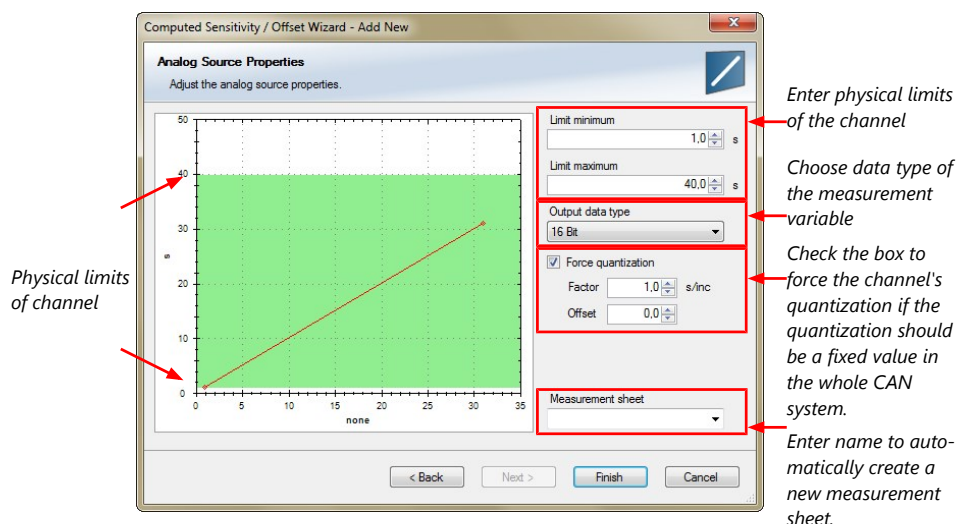 Computed Sensitivity / Offset Wizard - Add New
Analog Source Properties
Adjust the analog source properties.
50
40
30
20
10
0
s
0
5
10
15
20
25
30
35
none
Physical limits
of channel
Limit minimum
1,0
s
Limit maximum
40,0
s
Output data type
16 Bit
Force quantization
Factor
1,0
s/inc
Offset
0,0
Measurement sheet
< Back
Next >
Finish
Cancel
Enter physical limits
of the channel
Choose data type of
the measurement
variable
Check the box to
force the channel's
quantization if the
quantization should
be a fixed value in
the whole CAN
system.
Enter name to auto-
matically create a
new measurement
sheet.